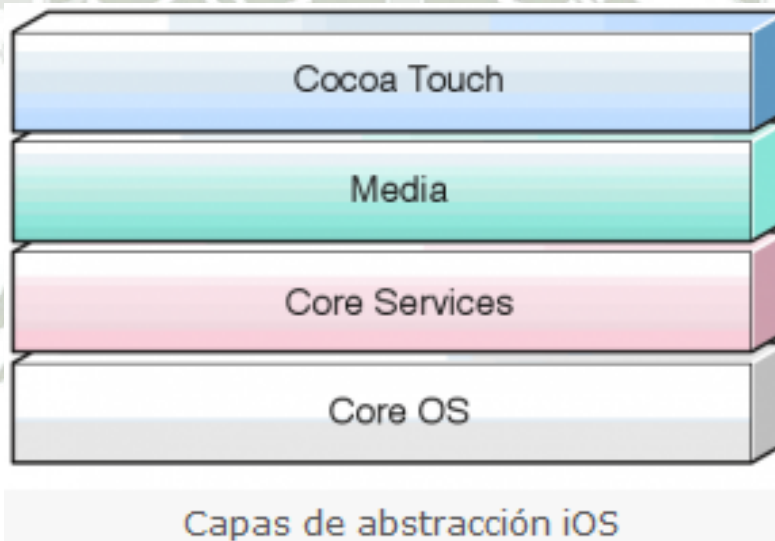 Cocoa Touch
Media
Core Services
Core OS
Capas de abstracción iOS